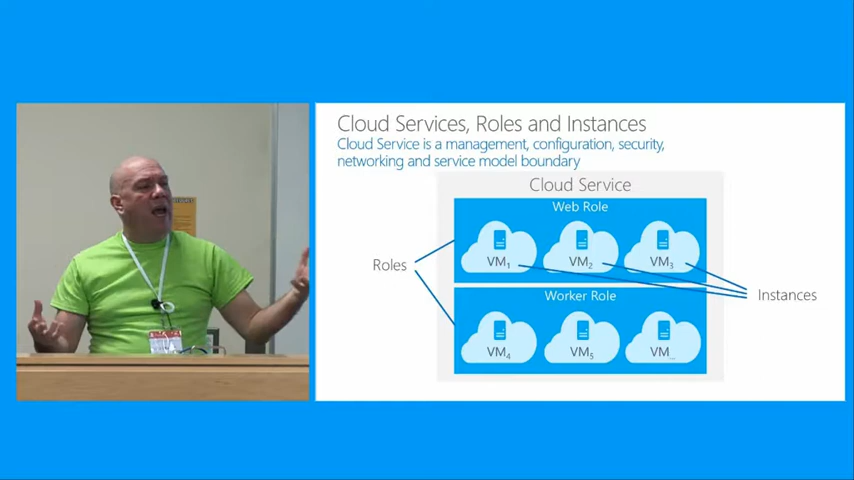 Cloud Services, Roles and Instances
Cloud Service is a management, configuration, security,
networking and service model boundary
Cloud Service
Web Role
VM1 VM2 VM3
Roles
Instances
Worker Role
VM4 VM5 VM...